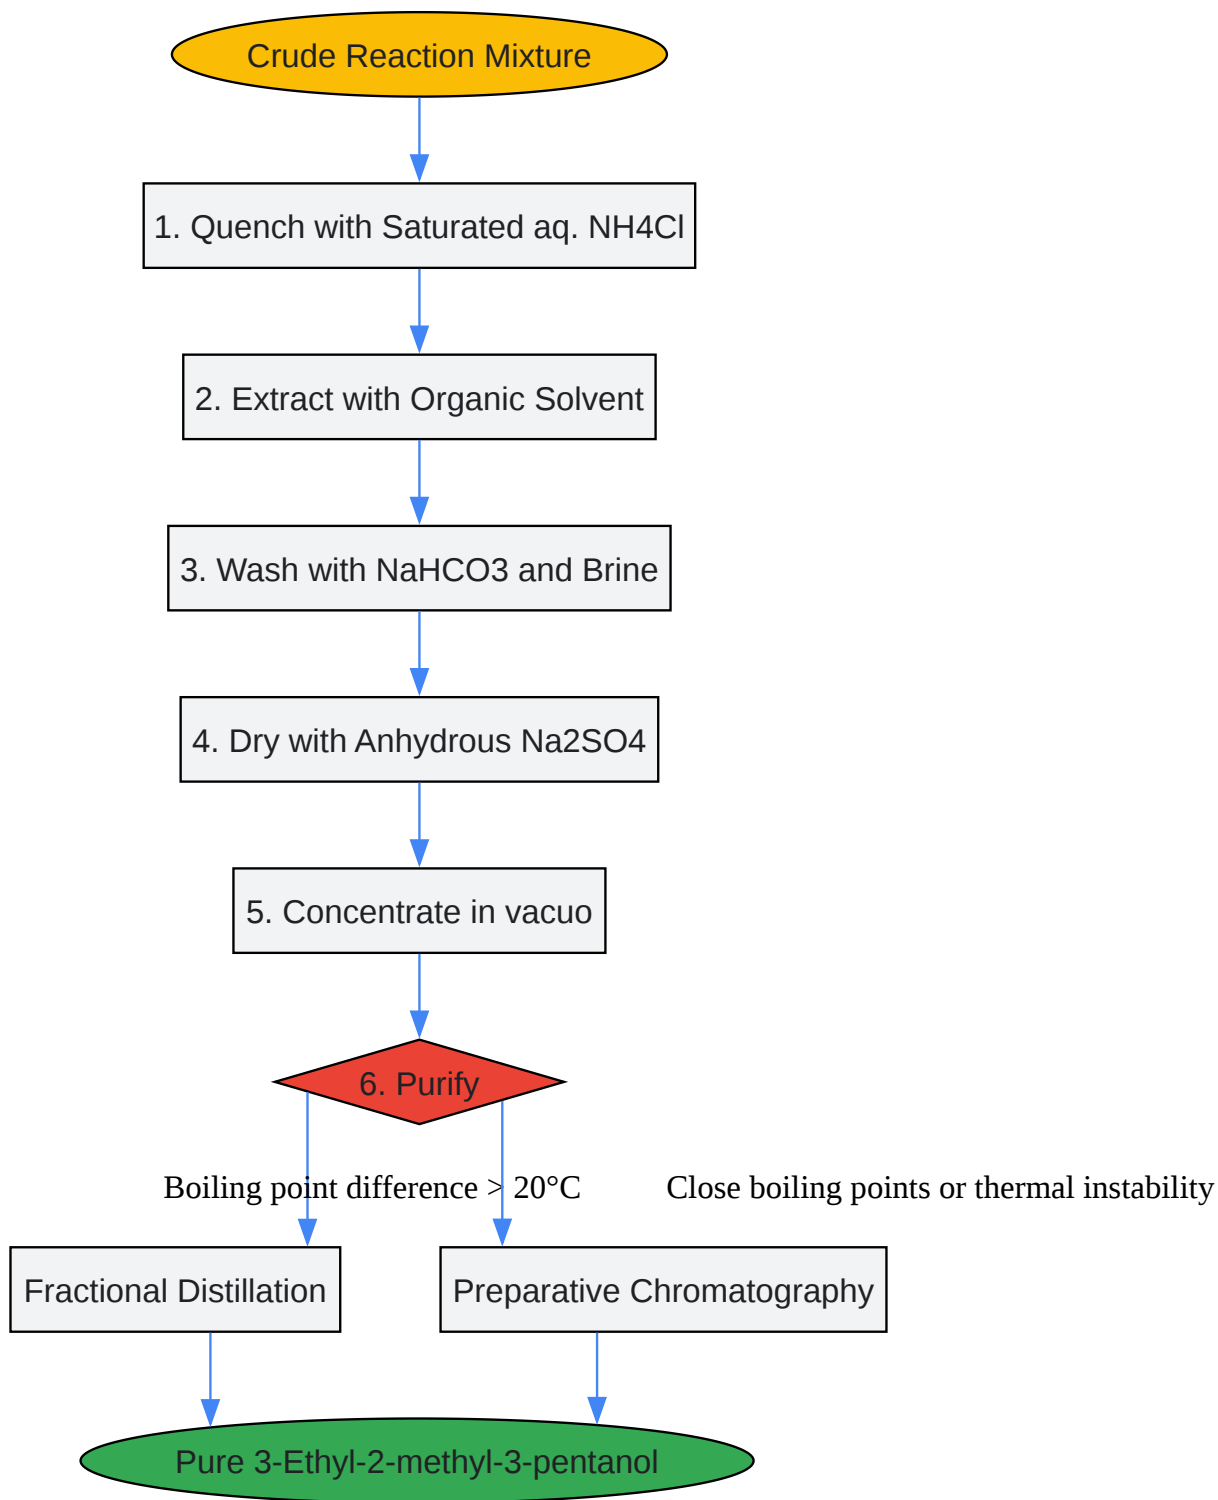 Crude Reaction Mixture
1. Quench with Saturated aq. NH4Cl
2. Extract with Organic Solvent
3. Wash with NaHCO3 and Brine
4. Dry with Anhydrous Na2SO4
5. Concentrate in vacuo
6. Purify
Boiling point difference > 20°C
Close boiling points or thermal instability
Fractional Distillation
Preparative Chromatography
Pure 3-Ethyl-2-methyl-3-pentanol